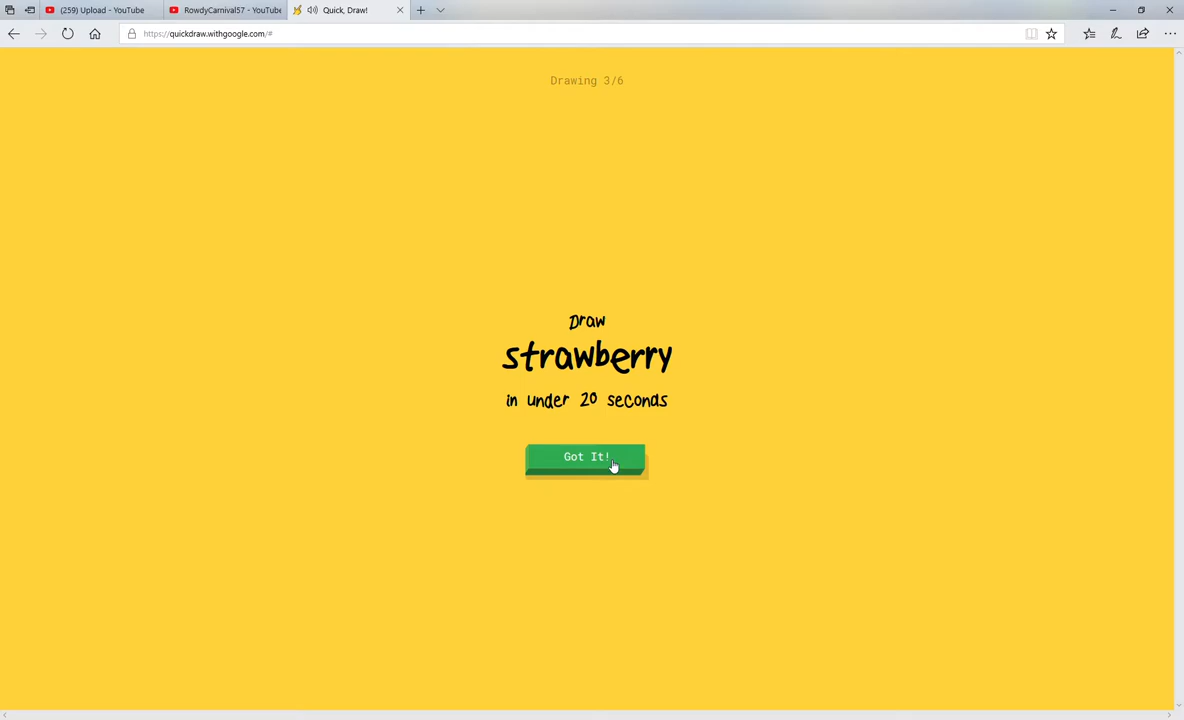 (259) Upload - YouTube
RowdyCarnival57 - YouTube
Quick, Draw!
https://quickdraw.withgoogle.com/#
Drawing 3/6
Draw
strawberry
in under 20 seconds
Got It!